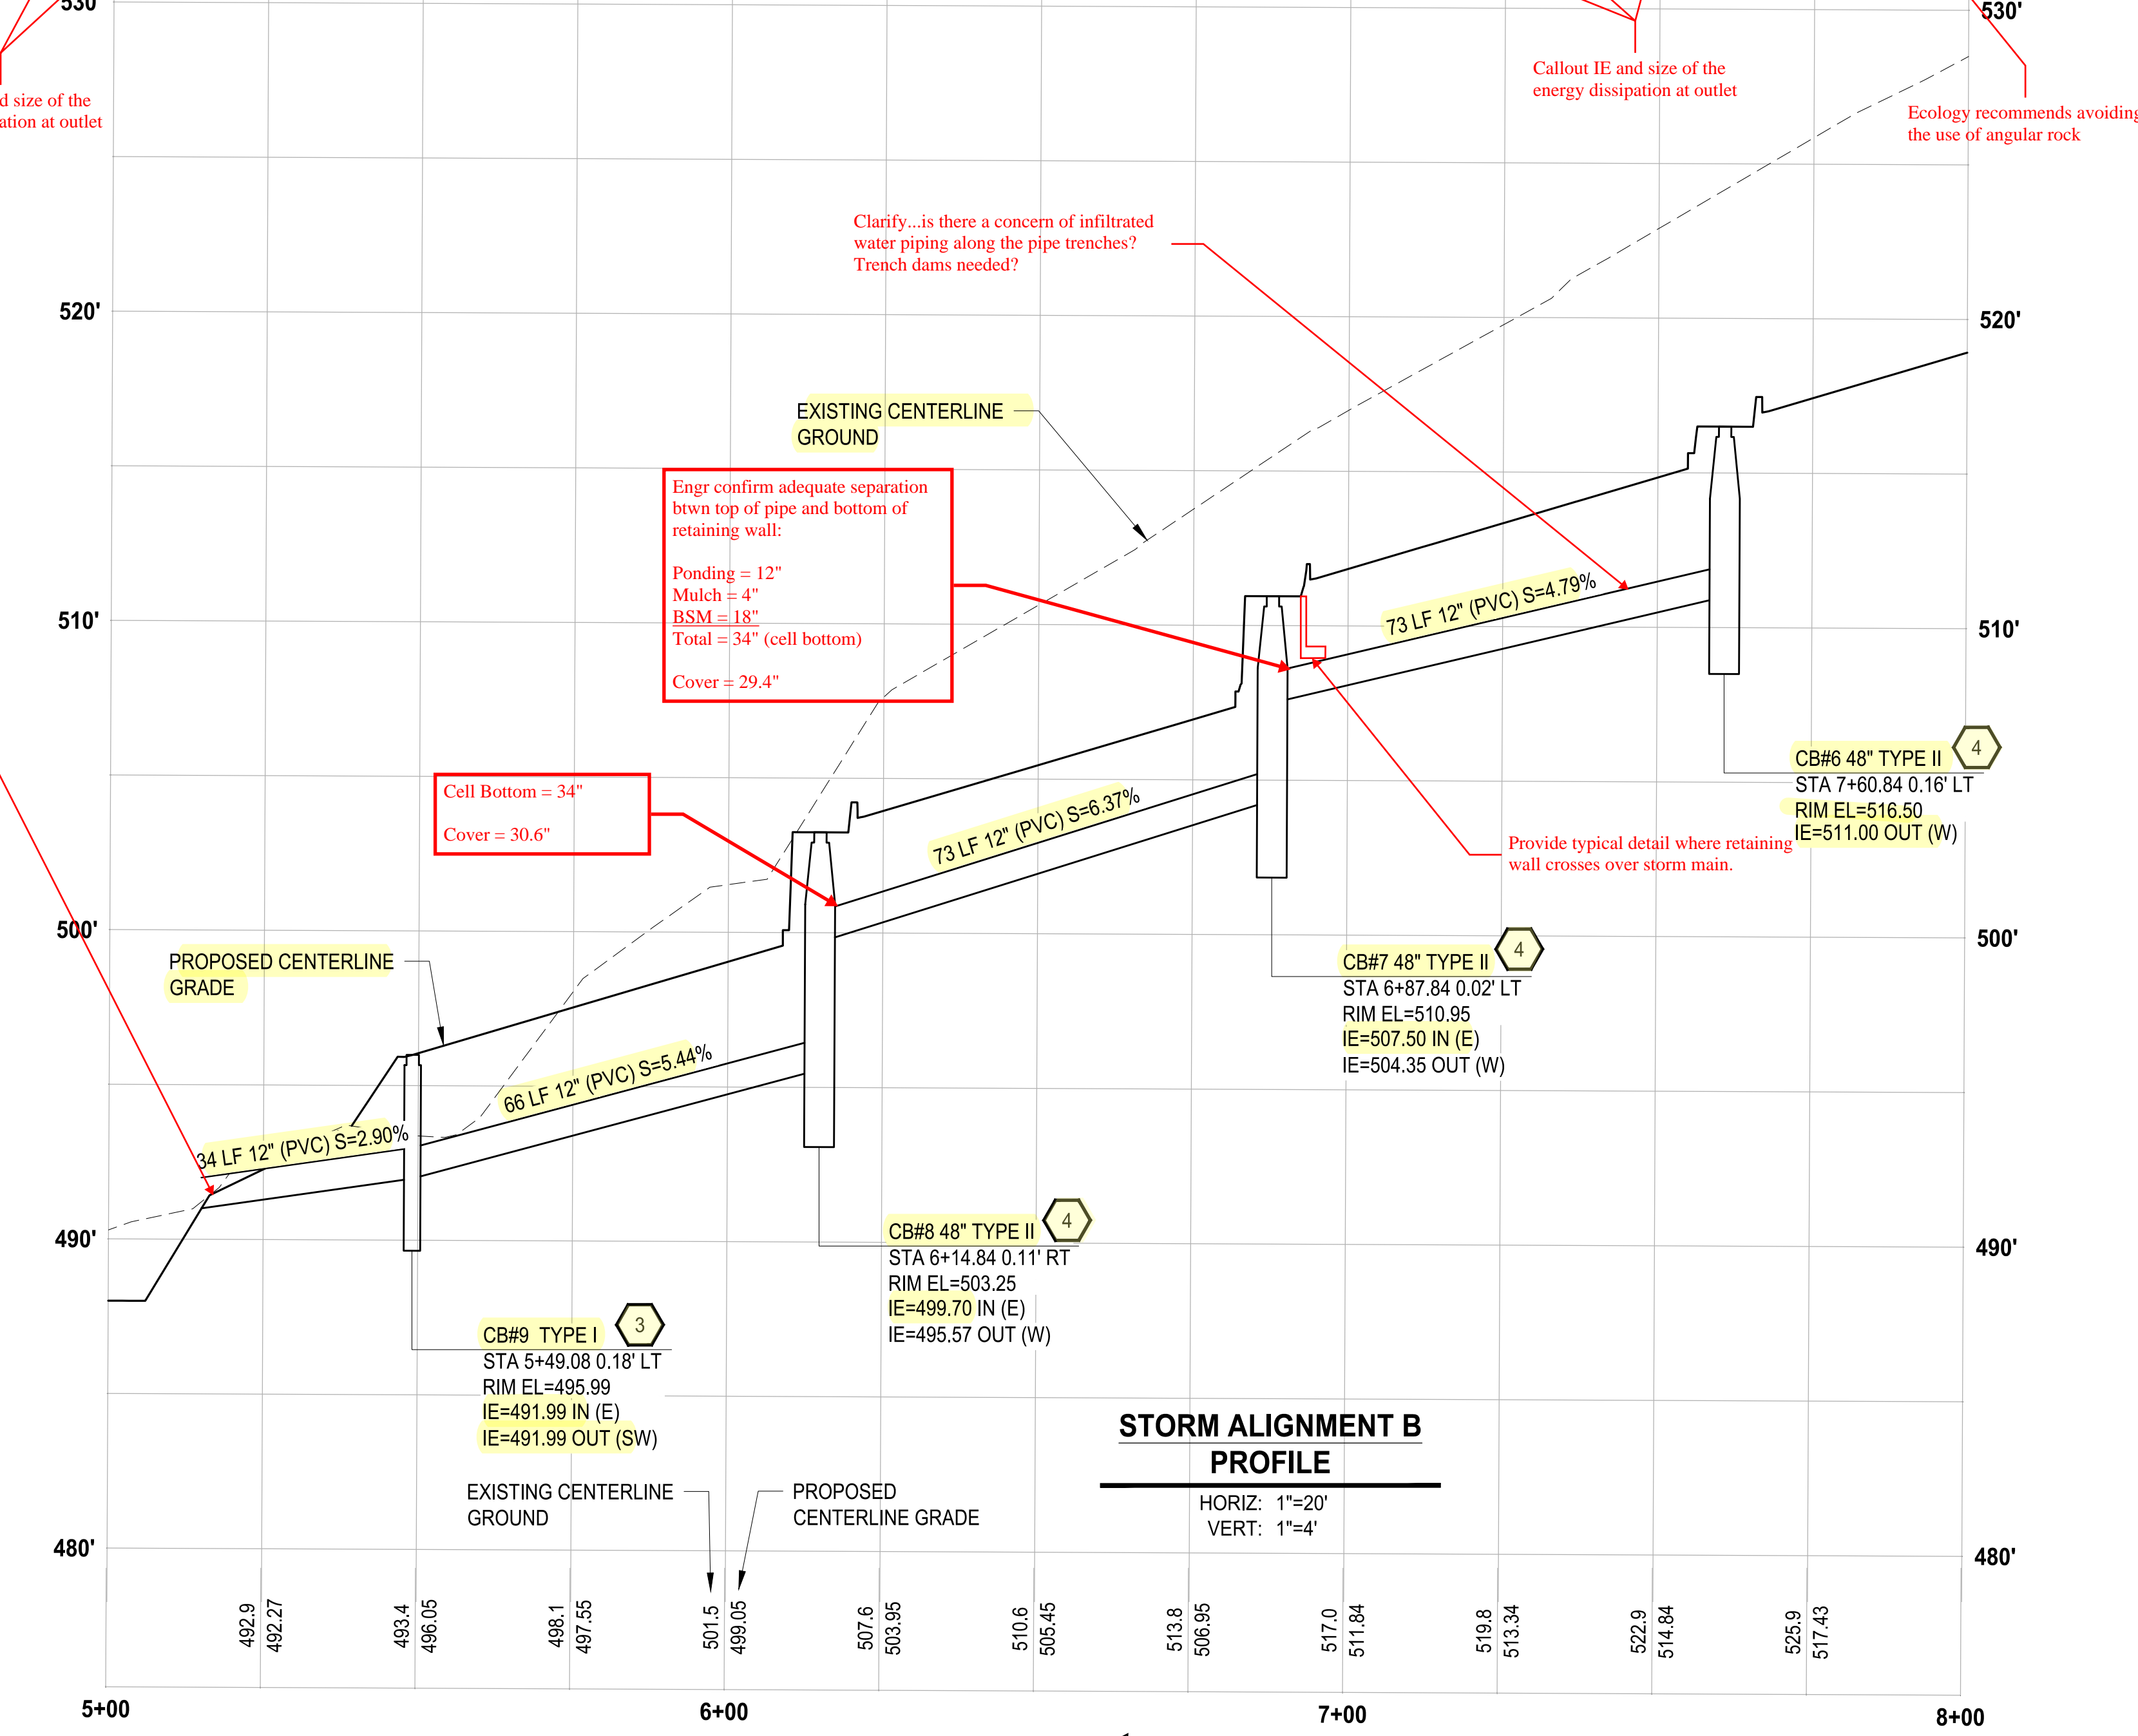 530'
530'
d size of the
ation at outlet
Callout IE and size of the
energy dissipation at outlet
Ecology recommends avoiding
the use of angular rock
Clarify...is there a concern of infiltrated
water piping along the pipe trenches?
Trench dams needed?
520'
520'
EXISTING CENTERLINE
GROUND
Engr confirm adequate separation
btwn top of pipe and bottom of
retaining wall:
Ponding = 12"
Mulch = 4"
BSM = 18"
Total = 34" (cell bottom)
Cover = 29.4"
510'
510'
73 LF 12" (PVC) S=4.79%
CB#6 48" TYPE II
4
STA 7+60.84 0.16' LT
RIM EL=516.50
IE=511.00 OUT (W)
Cell Bottom = 34"
Cover = 30.6"
73 LF 12" (PVC) S=6.37%
Provide typical detail where retaining
wall crosses over storm main.
500'
500'
PROPOSED CENTERLINE
GRADE
CB#7 48" TYPE II
4
STA 6+87.84 0.02' LT
RIM EL=510.95
IE=507.50 IN (E)
IE=504.35 OUT (W)
66 LF 12" (PVC) S=5.44%
34 LF 12" (PVC) S=2.90%
490'
490'
CB#8 48" TYPE II
4
STA 6+14.84 0.11' RT
RIM EL=503.25
IE=499.70 IN (E)
IE=495.57 OUT (W)
CB#9 TYPE I
3
STA 5+49.08 0.18' LT
RIM EL=495.99
IE=491.99 IN (E)
IE=491.99 OUT (SW)
STORM ALIGNMENT B
PROFILE
HORIZ: 1"=20'
VERT: 1"=4'
EXISTING CENTERLINE
GROUND
PROPOSED
CENTERLINE GRADE
480'
480'
492.9
492.27
493.4
496.05
498.1
497.55
501.5
499.05
507.6
503.95
510.6
505.45
513.8
506.95
517.0
511.84
519.8
513.34
522.9
514.84
525.9
517.43
5+00
6+00
7+00
8+00